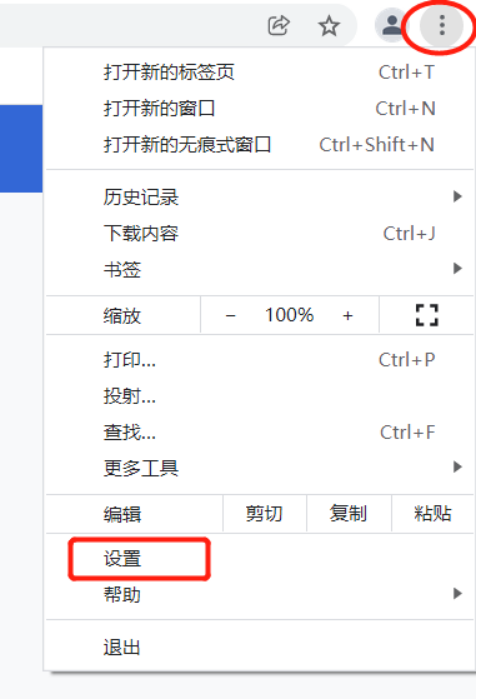 打开新的标签页 Ctrl+T
打开新的窗口 Ctrl+N
打开新的无痕式窗口 Ctrl+Shift+N
历史记录
下载内容 Ctrl+J
书签
缩放 − 100% +
打印... Ctrl+P
投射...
查找... Ctrl+F
更多工具
编辑 剪切 复制 粘贴
设置
帮助
退出